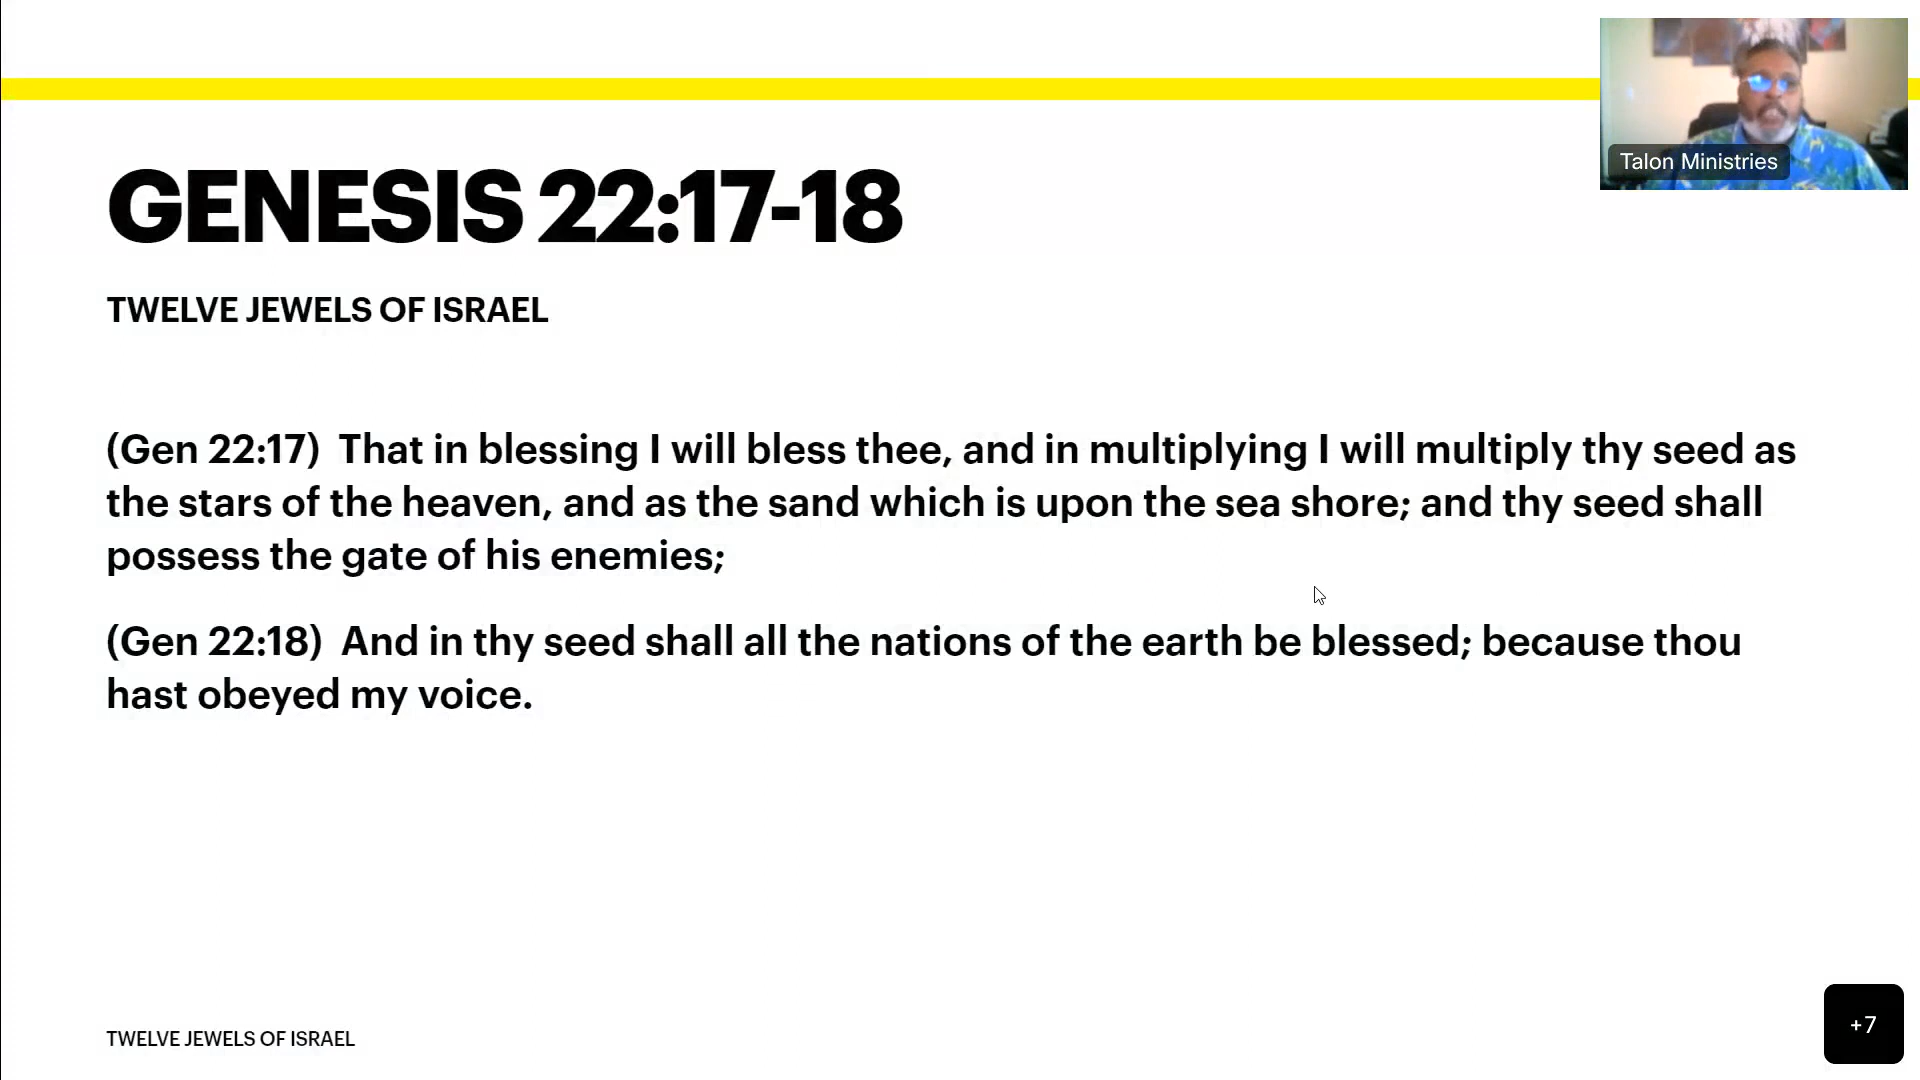 Talon Ministries
GENESIS 22:17-18
TWELVE JEWELS OF ISRAEL
(Gen 22:17)  That in blessing I will bless thee, and in multiplying I will multiply thy seed as
the stars of the heaven, and as the sand which is upon the sea shore; and thy seed shall
possess the gate of his enemies;
(Gen 22:18)  And in thy seed shall all the nations of the earth be blessed; because thou
hast obeyed my voice.
TWELVE JEWELS OF ISRAEL
+7